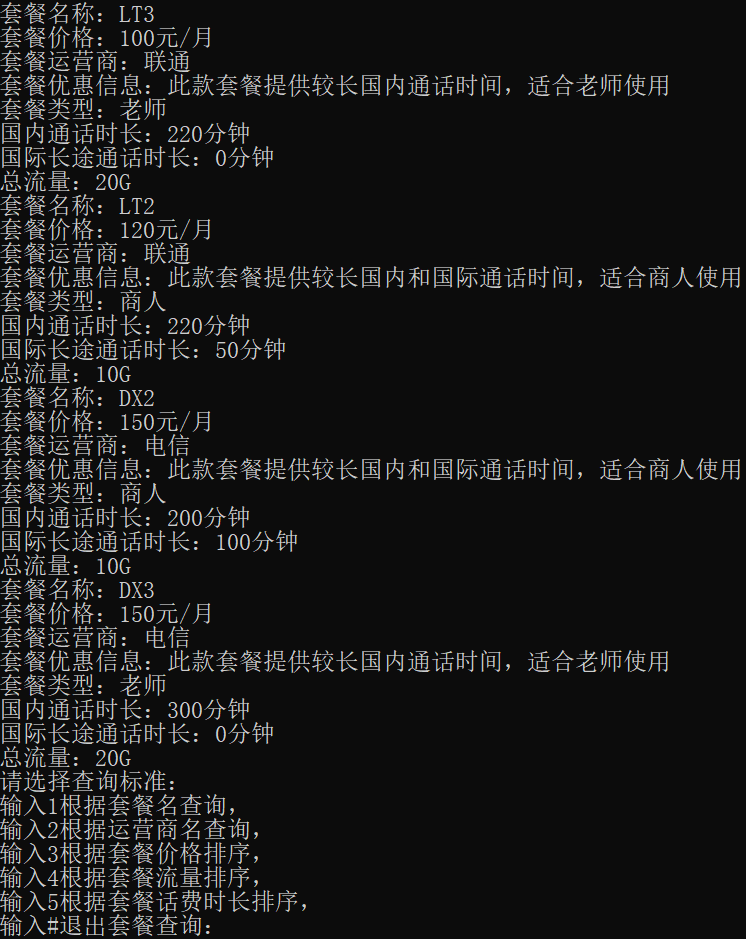 套餐名称：LT3
套餐价格：100元/月
套餐运营商：联通
套餐优惠信息：此款套餐提供较长国内通话时间，适合老师使用
套餐类型：老师
国内通话时长：220分钟
国际长途通话时长：0分钟
总流量：20G
套餐名称：LT2
套餐价格：120元/月
套餐运营商：联通
套餐优惠信息：此款套餐提供较长国内和国际通话时间，适合商人使用
套餐类型：商人
国内通话时长：220分钟
国际长途通话时长：50分钟
总流量：10G
套餐名称：DX2
套餐价格：150元/月
套餐运营商：电信
套餐优惠信息：此款套餐提供较长国内和国际通话时间，适合商人使用
套餐类型：商人
国内通话时长：200分钟
国际长途通话时长：100分钟
总流量：10G
套餐名称：DX3
套餐价格：150元/月
套餐运营商：电信
套餐优惠信息：此款套餐提供较长国内通话时间，适合老师使用
套餐类型：老师
国内通话时长：300分钟
国际长途通话时长：0分钟
总流量：20G
请选择查询标准：
输入1根据套餐名查询，
输入2根据运营商名查询，
输入3根据套餐价格排序，
输入4根据套餐流量排序，
输入5根据套餐话费时长排序，
输入#退出套餐查询：